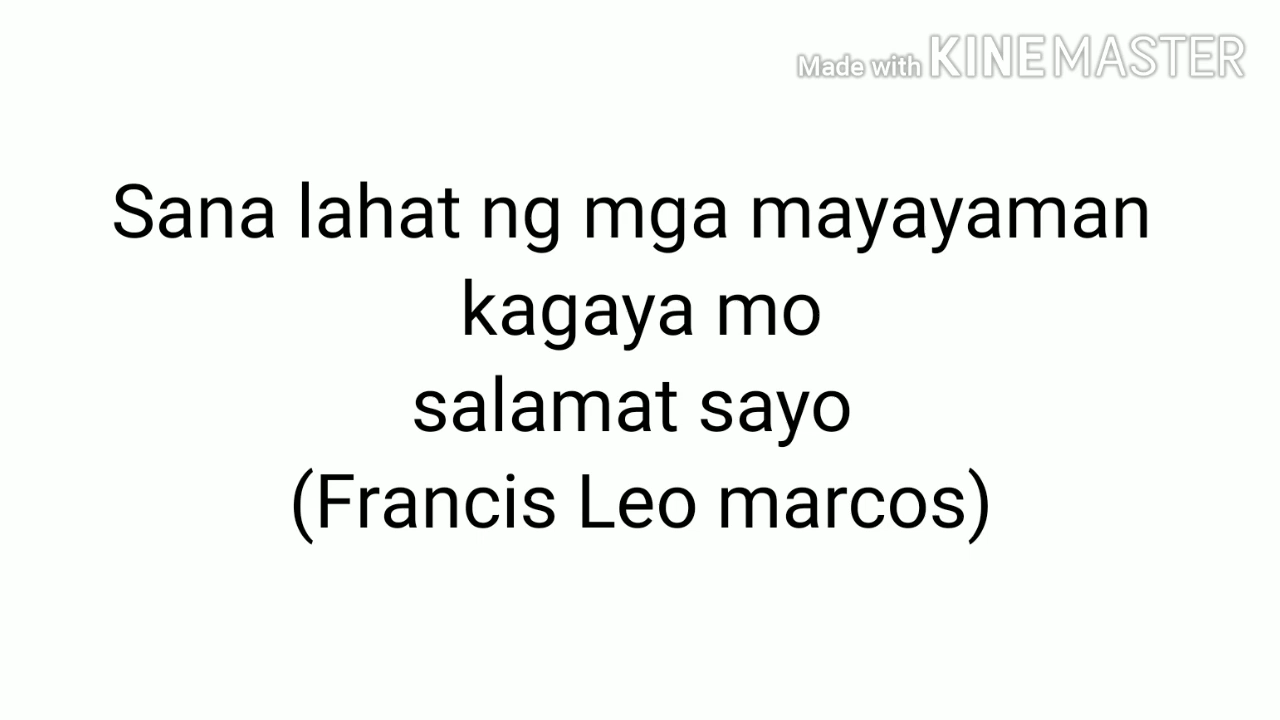 Made with KINEMASTER
Sana lahat ng mga mayayaman
kagaya mo
salamat sayo
(Francis Leo marcos)